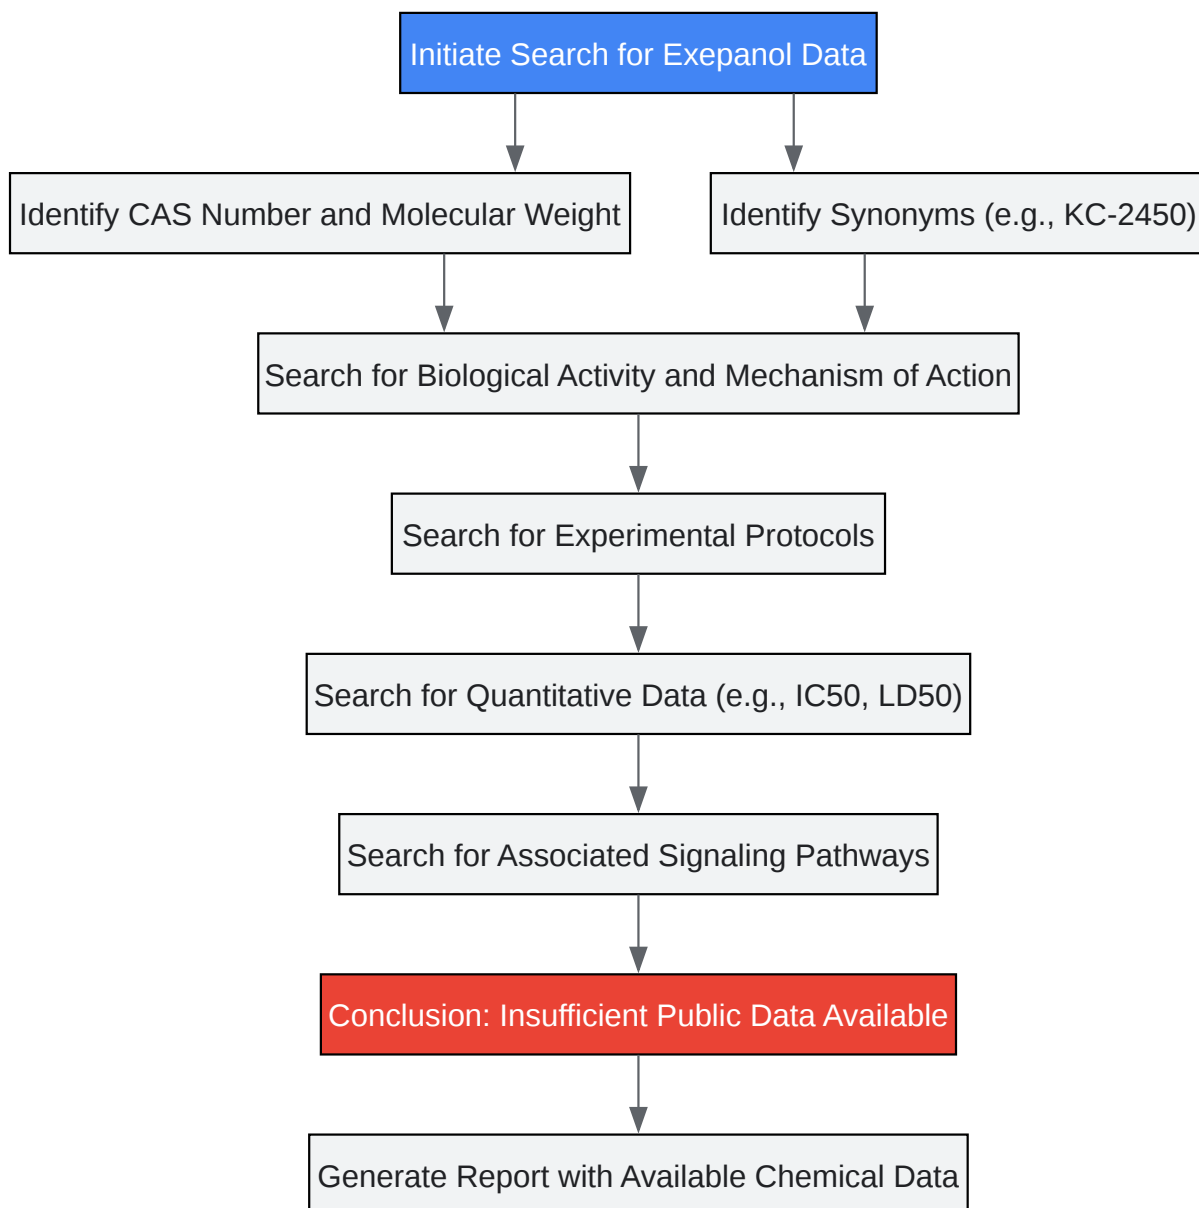 Initiate Search for Exepanol Data
Identify CAS Number and Molecular Weight
Identify Synonyms (e.g., KC-2450)
Search for Biological Activity and Mechanism of Action
Search for Experimental Protocols
Search for Quantitative Data (e.g., IC50, LD50)
Search for Associated Signaling Pathways
Conclusion: Insufficient Public Data Available
Generate Report with Available Chemical Data